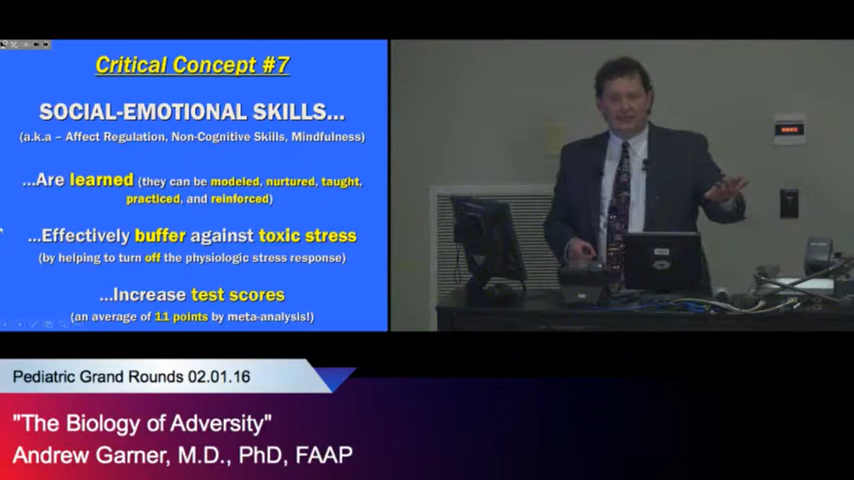 Critical Concept #7
SOCIAL-EMOTIONAL SKILLS...
(a.k.a – Affect Regulation, Non-Cognitive Skills, Mindfulness)
...Are learned (they can be modeled, nurtured, taught,
practiced, and reinforced)
...Effectively buffer against toxic stress
(by helping to turn off the physiologic stress response)
...Increase test scores
(an average of 11 points by meta-analysis!)
Pediatric Grand Rounds 02.01.16
"The Biology of Adversity"
Andrew Garner, M.D., PhD, FAAP